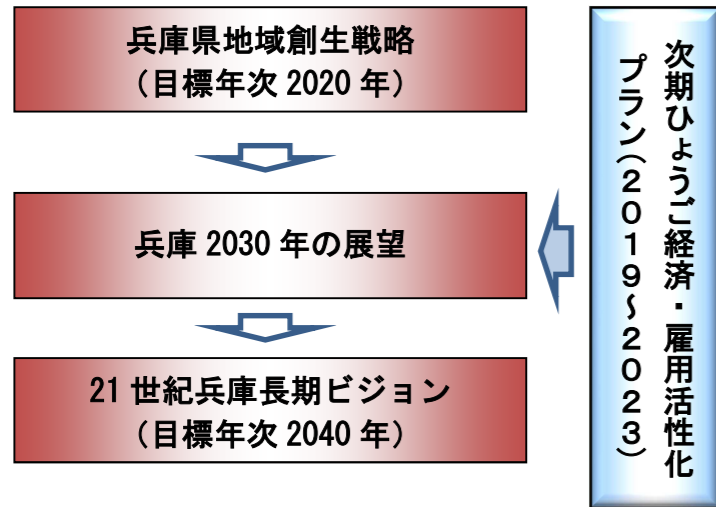 兵庫県地域創生戦略
（目標年次 2020 年）
兵庫 2030 年の展望
21 世紀兵庫長期ビジョン
（目標年次 2040 年）
次期ひょうご経済・雇用活性化
プラン（２０１９～２０２３）